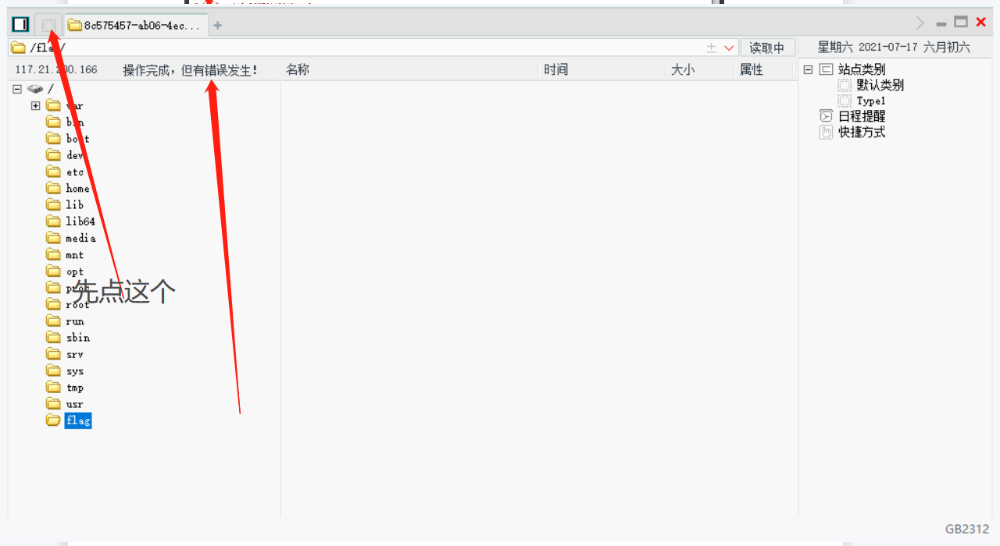 8c575457-ab06-4ec...
/flag/
读取中
星期六 2021-07-17 六月初六
117.21.200.166
操作完成，但有错误发生！
名称
时间
大小
属性
/
var
bin
boot
dev
etc
home
lib
lib64
media
mnt
opt
proc
先点这个
root
run
sbin
srv
sys
tmp
usr
flag
站点类别
默认类别
Type1
日程提醒
快捷方式
GB2312